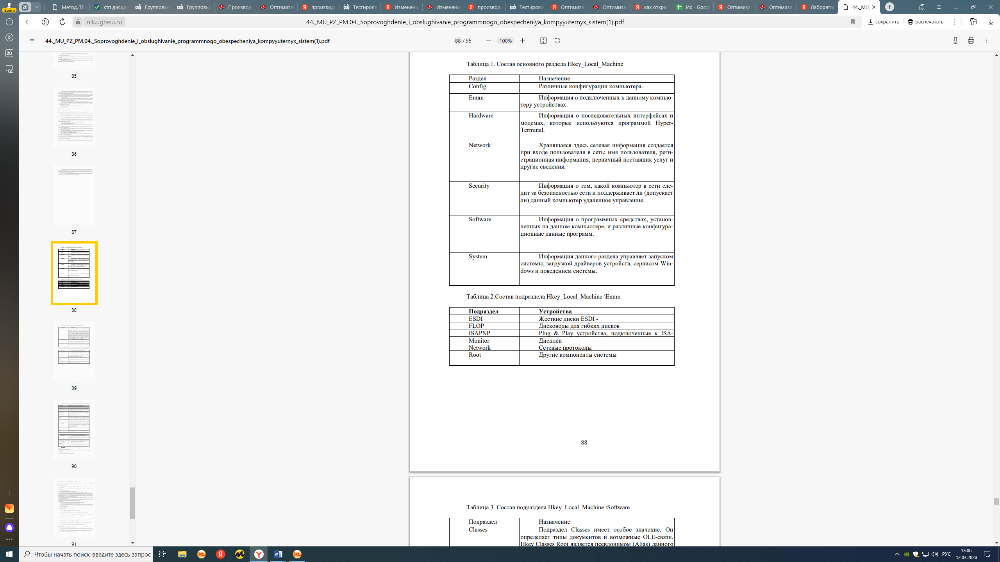 Войти
20
Метод. TE
ктп дисци
Групповые
Групповые
Производ
Оптимиза
производ
Тестирова
Изменени
Изменени
производ
Тестирова
Оптимиза
Оптимиза
как откры
Ис - Goog
Оптимиза
Оптимиза
Лаборатор
44._MU_
nik.ugrasu.ru
44._MU_PZ_PM.04._Soprovoghdenie_i_obslughivanie_programmnogo_obespecheniya_kompyyuternyx_sistem(1).pdf
сохранить
распечатать
20
44._MU_PZ_PM.04._Soprovoghdenie_i_obslughivanie_programmnogo_obespecheniya_kompyyuternyx_sistem(1).pdf
88 / 95
100%
85
86
87
88
89
90
91
Таблица 1. Состав основного раздела Hkey_Local_Machine
Раздел Назначение
Config Различные конфигурации компьютера.
Enum Информация о подключенных к данному компью-
теру устройствах.
Hardware Информация о последовательных интерфейсах и
модемах, которые используются программой Hyper-
Terminal.
Network Хранящаяся здесь сетевая информация создается
при входе пользователя в сеть: имя пользователя, реги-
страционная информация, первичный поставщик услуг и
другие сведения.
Security Информация о том, какой компьютер в сети сле-
дит за безопасностью сети и поддерживает ли (допускает
ли) данный компьютер удаленное управление.
Software Информация о программных средствах, установ-
ленных на данном компьютере, и различные конфигура-
ционные данные программ.
System Информация данного раздела управляет запуском
системы, загрузкой драйверов устройств, сервисом Win-
dows и поведением системы.
Таблица 2.Состав подраздела Hkey_Local_Machine \Enum
Подраздел Устройства
ESDI Жесткие диски ESDI -
FLOP Дисководы для гибких дисков
ISAPNP Plug & Play устройства, подключенные к ISA-
Monitor Дисплеи
Network Сетевые протоколы
Root Другие компоненты системы
88
Таблица 3. Состав подраздела Hkey_Local_Machine \Software
Подраздел Назначение
Classes Подраздел Classes имеет особое значение. Он
определяет типы документов и возможные OLE-связи.
Hkey Classes Root является псевдонимом (Alias) данного
Чтобы начать поиск, введите здесь запрос
РУС
13:06
12.03.2024